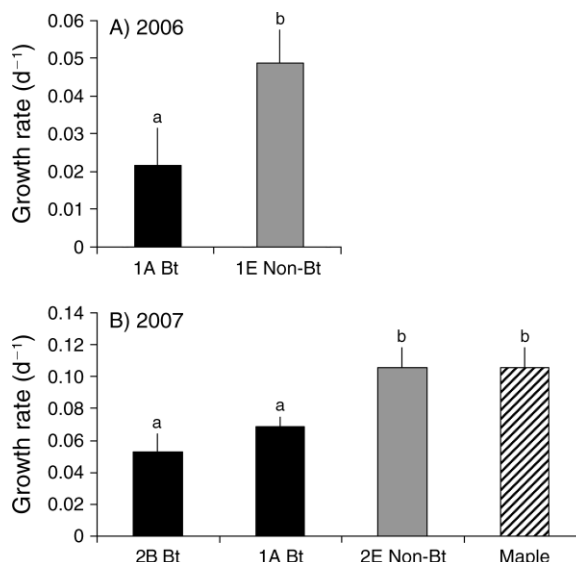 A) 2006
Growth rate (d⁻¹)
0.06
0.05
0.04
0.03
0.02
0.01
0
a
b
1A Bt
1E Non-Bt
B) 2007
Growth rate (d⁻¹)
0.14
0.12
0.10
0.08
0.06
0.04
0.02
0
a
a
b
b
2B Bt
1A Bt
2E Non-Bt
Maple